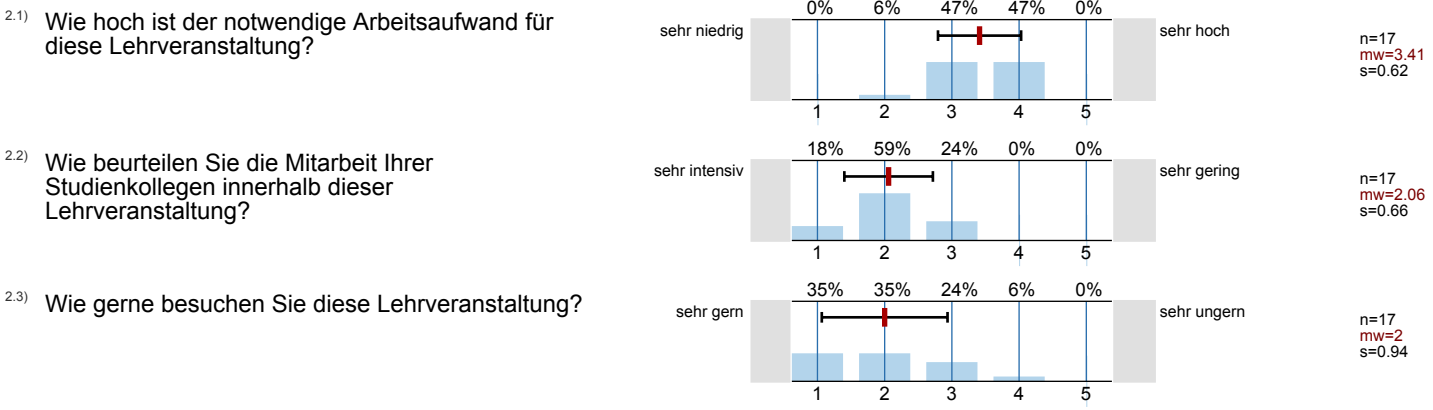 2.1) Wie hoch ist der notwendige Arbeitsaufwand für
diese Lehrveranstaltung?
sehr niedrig
0% 6% 47% 47% 0%
1 2 3 4 5
sehr hoch
n=17
mw=3.41
s=0.62
2.2) Wie beurteilen Sie die Mitarbeit Ihrer
Studienkollegen innerhalb dieser
Lehrveranstaltung?
sehr intensiv
18% 59% 24% 0% 0%
1 2 3 4 5
sehr gering
n=17
mw=2.06
s=0.66
2.3) Wie gerne besuchen Sie diese Lehrveranstaltung?
sehr gern
35% 35% 24% 6% 0%
1 2 3 4 5
sehr ungern
n=17
mw=2
s=0.94